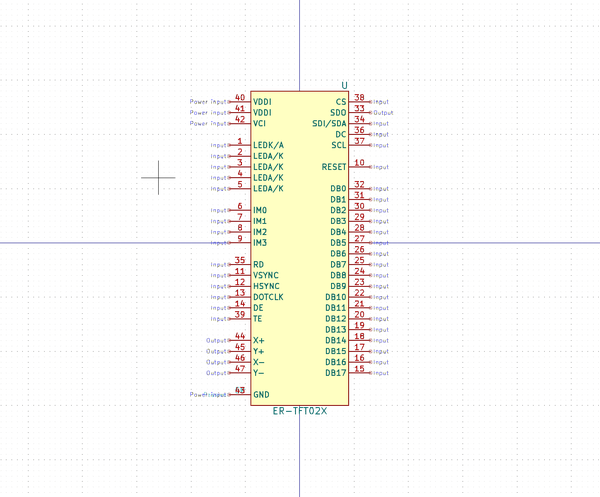 U
Power input 40 VDDI CS 38 Input
Power input 41 VDDI SDO 33 Output
Power input 42 VCI SDI/SDA 34 Input
DC 36 Input
Input 1 LEDK/A SCL 37 Input
Input 2 LEDA/K
Input 3 LEDA/K RESET 10 Input
Input 4 LEDA/K
Input 5 LEDA/K DB0 32 Input
DB1 31 Input
Input 6 IM0 DB2 30 Input
Input 7 IM1 DB3 29 Input
Input 8 IM2 DB4 28 Input
Input 9 IM3 DB5 27 Input
DB6 26 Input
Input 35 RD DB7 25 Input
Input 11 VSYNC DB8 24 Input
Input 12 HSYNC DB9 23 Input
Input 13 DOTCLK DB10 22 Input
Input 14 DE DB11 21 Input
Input 39 TE DB12 20 Input
DB13 19 Input
Output 44 X+ DB14 18 Input
Output 45 Y+ DB15 17 Input
Output 46 X- DB16 16 Input
Output 47 Y- DB17 15 Input
GND
ER-TFT02X